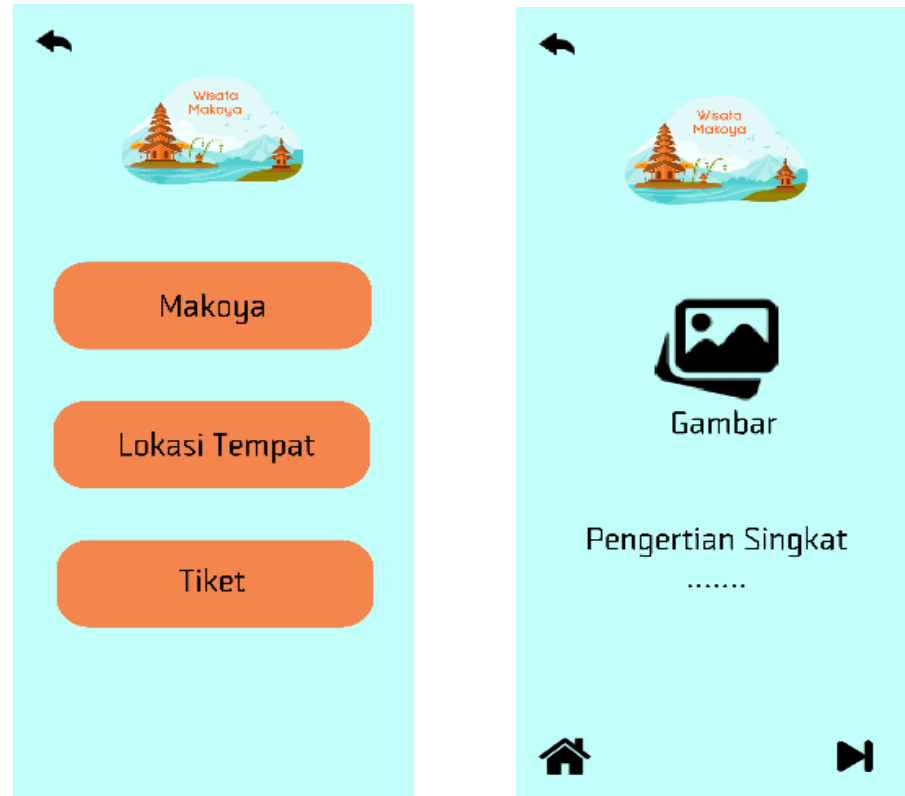 Wisata
Makoya
Makoya
Lokasi Tempat
Tiket
Wisata
Makoya
Gambar
Pengertian Singkat
.......